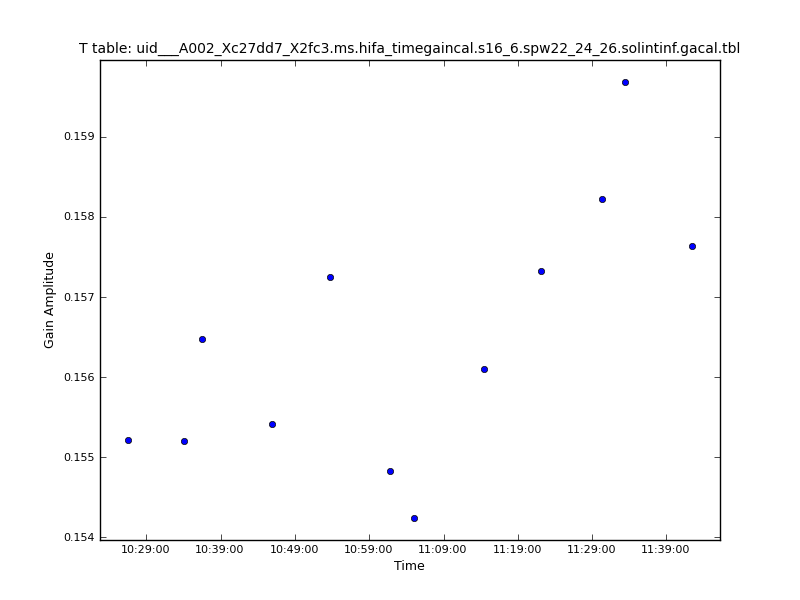 T table: uid___A002_Xc27dd7_X2fc3.ms.hifa_timegaincal.s16_6.spw22_24_26.solintinf.gacal.tbl
0.159
0.158
0.157
0.156
0.155
0.154
Gain Amplitude
10:29:00 10:39:00 10:49:00 10:59:00 11:09:00 11:19:00 11:29:00 11:39:00
Time